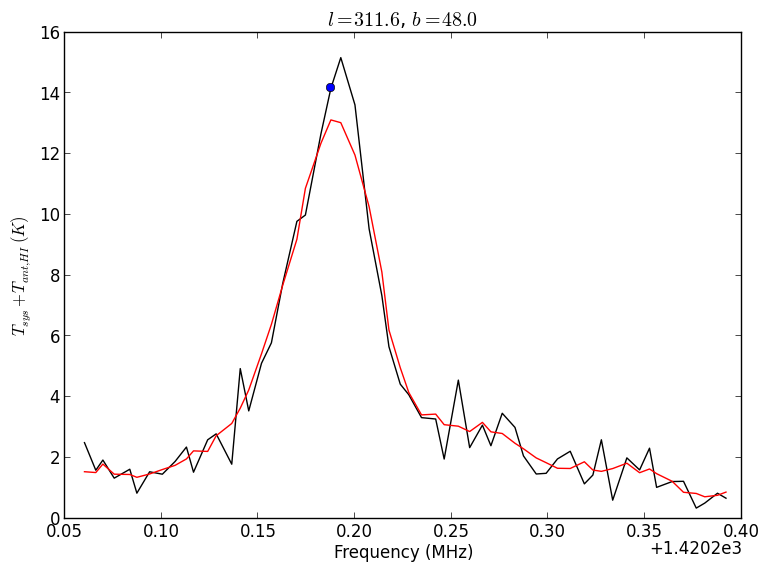 l = 311.6, b = 48.0
16
14
12
10
8
6
4
2
0
T_sys + T_ant,HI (K)
0.05 0.10 0.15 0.20 0.25 0.30 0.35 0.40
Frequency (MHz)
+1.4202e3